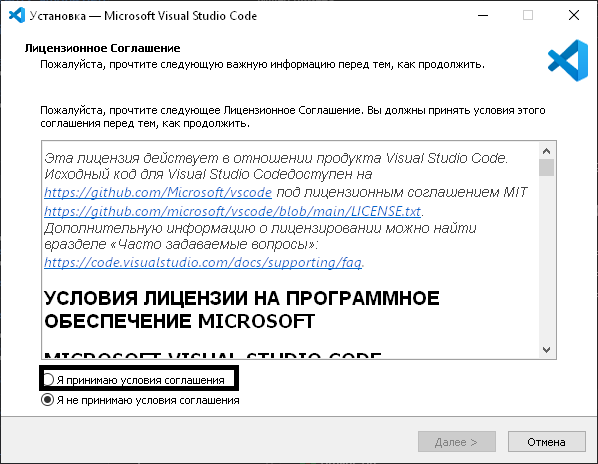 Установка — Microsoft Visual Studio Code
Лицензионное Соглашение
Пожалуйста, прочтите следующую важную информацию перед тем, как продолжить.
Пожалуйста, прочтите следующее Лицензионное Соглашение. Вы должны принять условия этого
соглашения перед тем, как продолжить.
Эта лицензия действует в отношении продукта Visual Studio Code.
Исходный код для Visual Studio Codeдоступен на
https://github.com/Microsoft/vscode под лицензионным соглашением MIT
https://github.com/microsoft/vscode/blob/main/LICENSE.txt.
Дополнительную информацию о лицензировании можно найти
вразделе «Часто задаваемые вопросы»:
https://code.visualstudio.com/docs/supporting/faq.
УСЛОВИЯ ЛИЦЕНЗИИ НА ПРОГРАММНОЕ
ОБЕСПЕЧЕНИЕ MICROSOFT
MICROSOFT VISUAL STUDIO CODE
Я принимаю условия соглашения
Я не принимаю условия соглашения
Далее >
Отмена